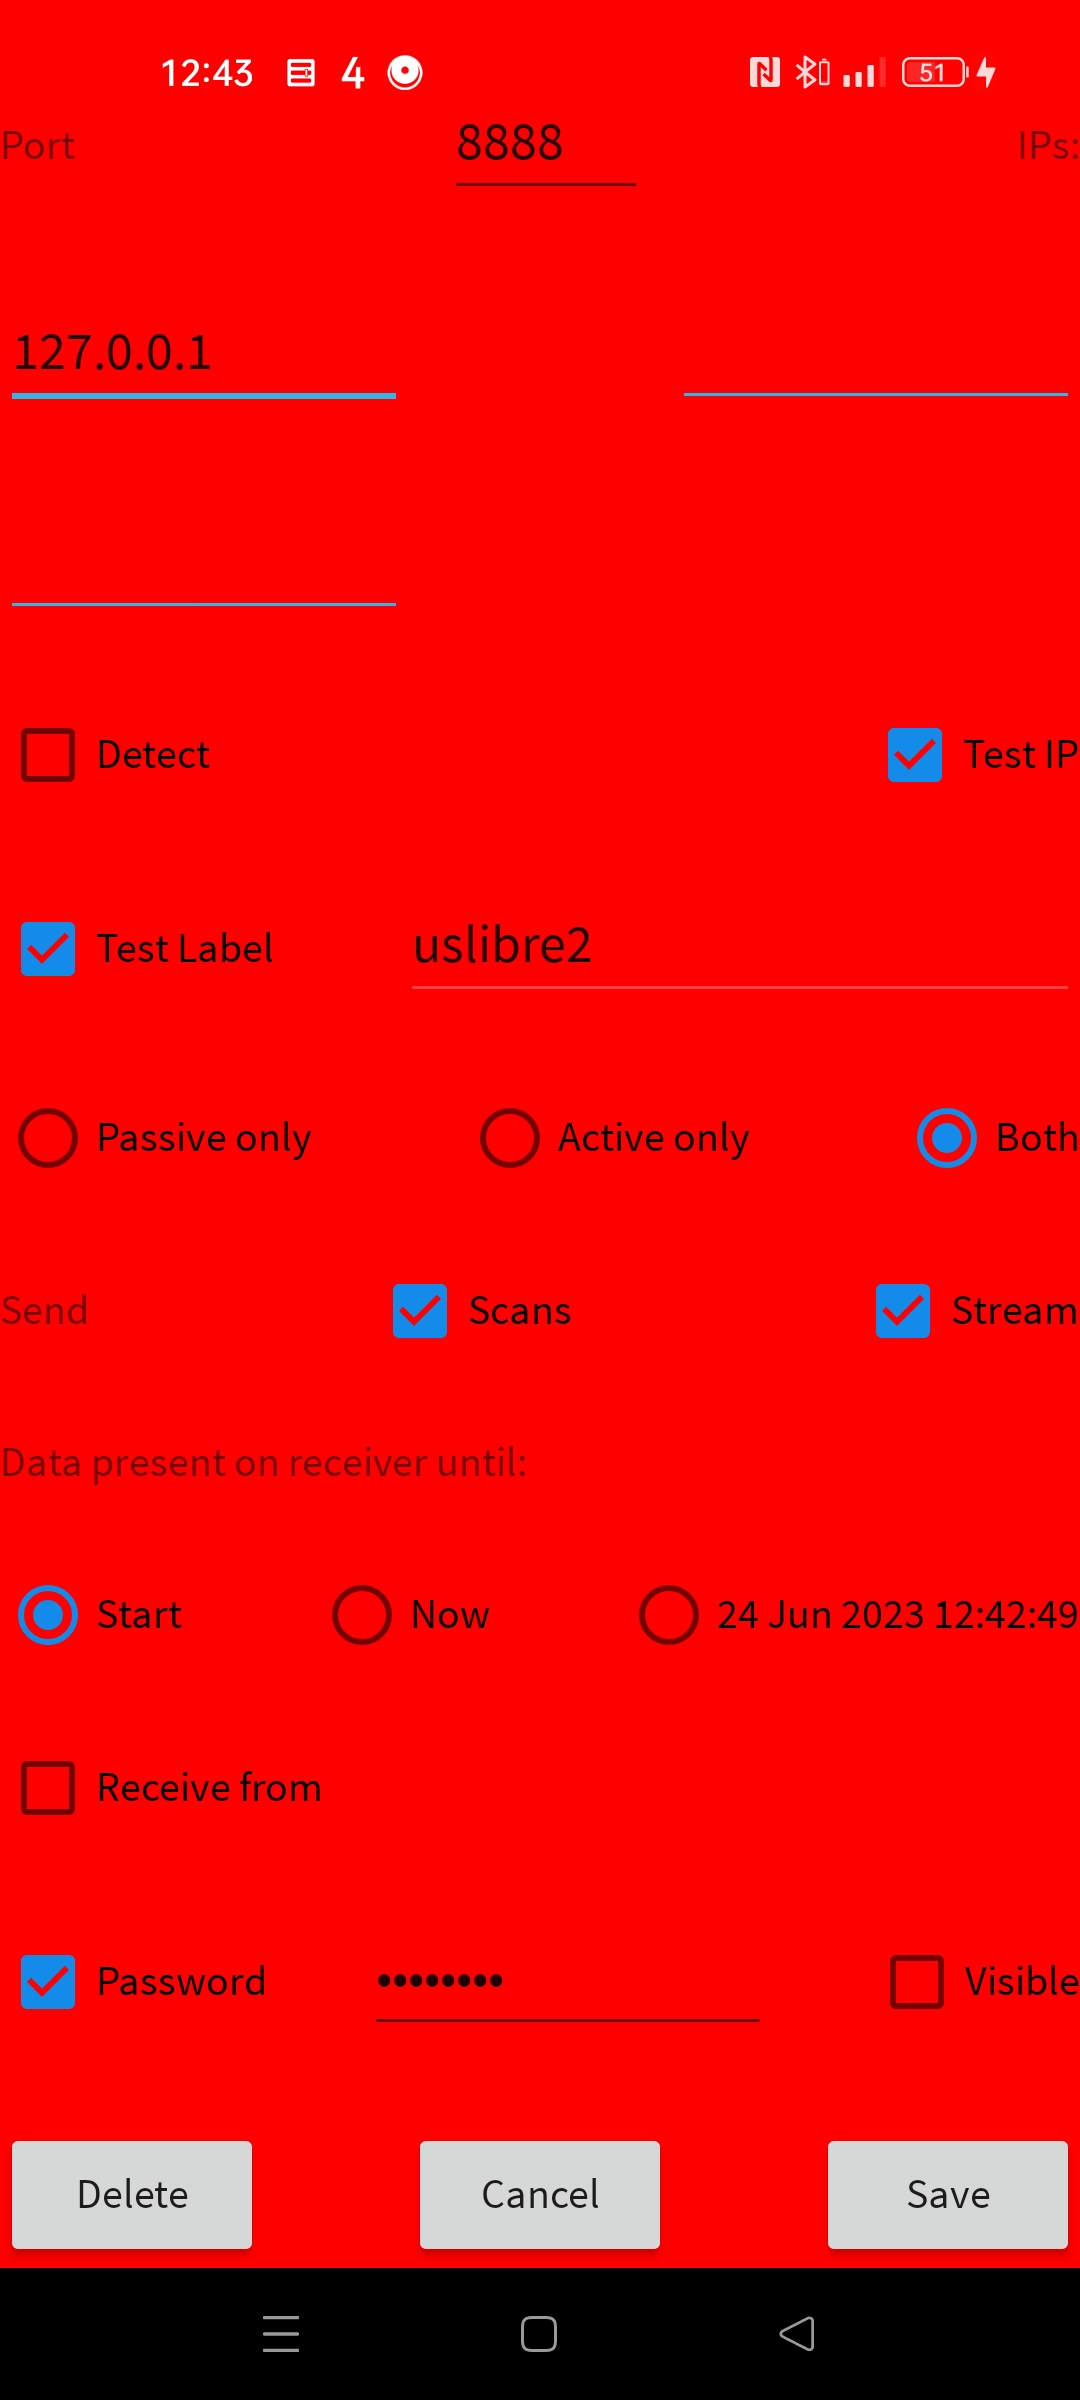 12:43 4 51
Port 8888 IPs:
127.0.0.1
Detect Test IP
Test Label uslibre2
Passive only Active only Both
Send Scans Stream
Data present on receiver until:
Start Now 24 Jun 2023 12:42:49
Receive from
Password •••••••• Visible
Delete Cancel Save